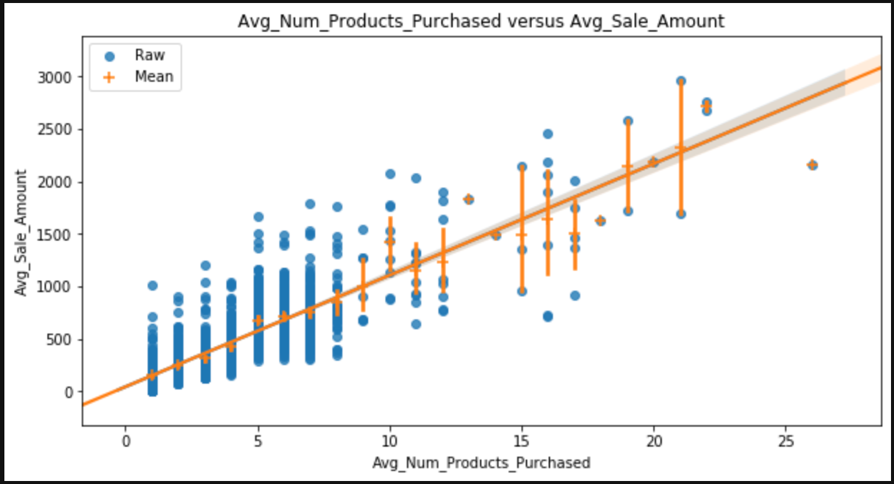 Avg_Num_Products_Purchased versus Avg_Sale_Amount
Raw
Mean
3000
2500
2000
1500
1000
500
0
Avg_Sale_Amount
0 5 10 15 20 25
Avg_Num_Products_Purchased